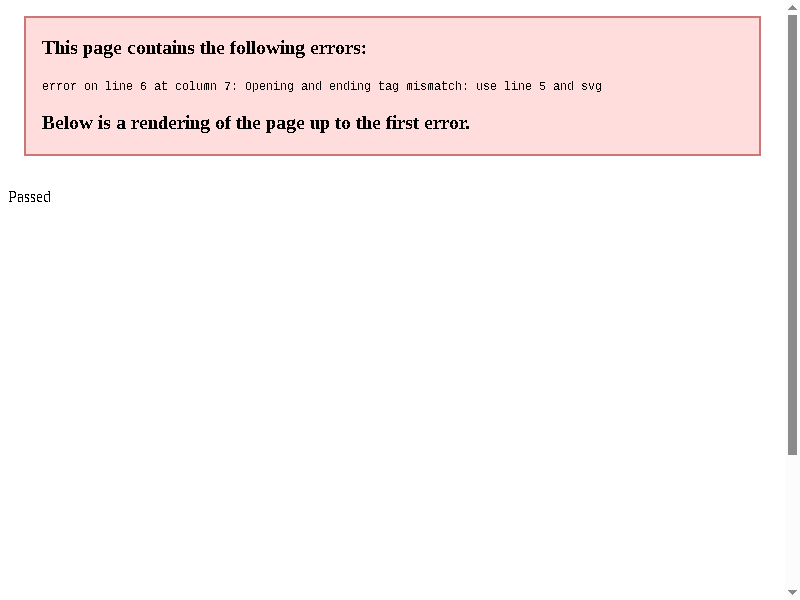 This page contains the following errors:
error on line 6 at column 7: Opening and ending tag mismatch: use line 5 and svg
Below is a rendering of the page up to the first error.
Passed